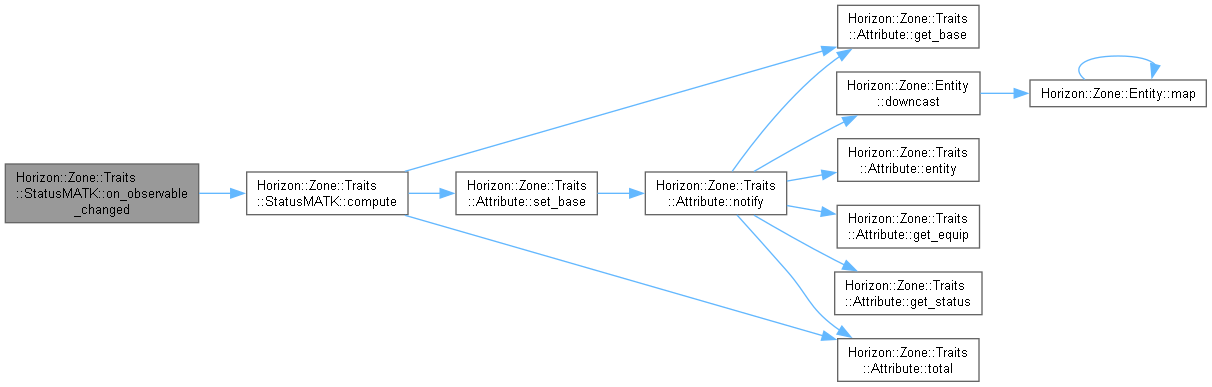 Horizon::Zone::Traits
::StatusMATK::on_observable
_changed
Horizon::Zone::Traits
::StatusMATK::compute
Horizon::Zone::Traits
::Attribute::set_base
Horizon::Zone::Traits
::Attribute::notify
Horizon::Zone::Traits
::Attribute::get_base
Horizon::Zone::Entity
::downcast
Horizon::Zone::Entity::map
Horizon::Zone::Traits
::Attribute::entity
Horizon::Zone::Traits
::Attribute::get_equip
Horizon::Zone::Traits
::Attribute::get_status
Horizon::Zone::Traits
::Attribute::total